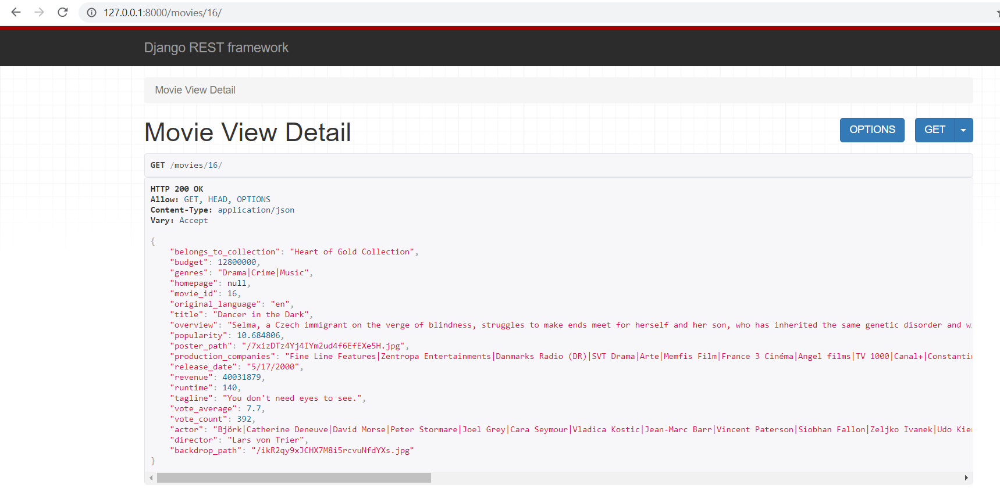 127.0.0.1:8000/movies/16/
Django REST framework
Movie View Detail
Movie View Detail
OPTIONS
GET
GET /movies/16/
HTTP 200 OK
Allow: GET, HEAD, OPTIONS
Content-Type: application/json
Vary: Accept
{
"belongs_to_collection": "Heart of Gold Collection",
"budget": 12800000,
"genres": "Drama|Crime|Music",
"homepage": null,
"movie_id": 16,
"original_language": "en",
"title": "Dancer in the Dark",
"overview": "Selma, a Czech immigrant on the verge of blindness, struggles to make ends meet for herself and her son, who has inherited the same genetic disorder and
"popularity": 10.684806,
"poster_path": "/7xizDTz4Yj4IYm2ud4f6EfEXe5H.jpg",
"production_companies": "Fine Line Features|Zentropa Entertainments|Danmarks Radio (DR)|SVT Drama|Arte|Memfis Film|France 3 Cinéma|Angel films|TV 1000|Canal+|
"release_date": "5/17/2000",
"revenue": 40031879,
"runtime": 140,
"tagline": "You don't need eyes to see.",
"vote_average": 7.7,
"vote_count": 392,
"actor": "Björk|Catherine Deneuve|David Morse|Peter Stormare|Joel Grey|Cara Seymour|Vladica Kostic|Jean-Marc Barr|Vincent Paterson|Siobhan Fallon|Zeljko Ivanek|Udo
"director": "Lars von Trier",
"backdrop_path": "/ikR2qy9xJCHX7M8i5rcvuNfdYXs.jpg"
}